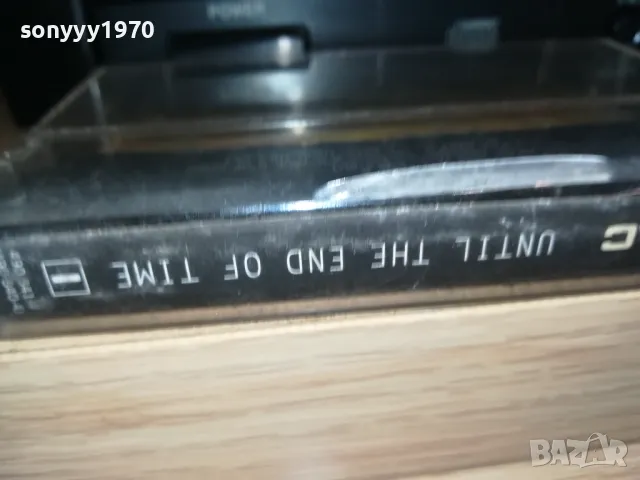 sonyyy1970
POWER
C UNTIL THE END OF TIME
BAZAR